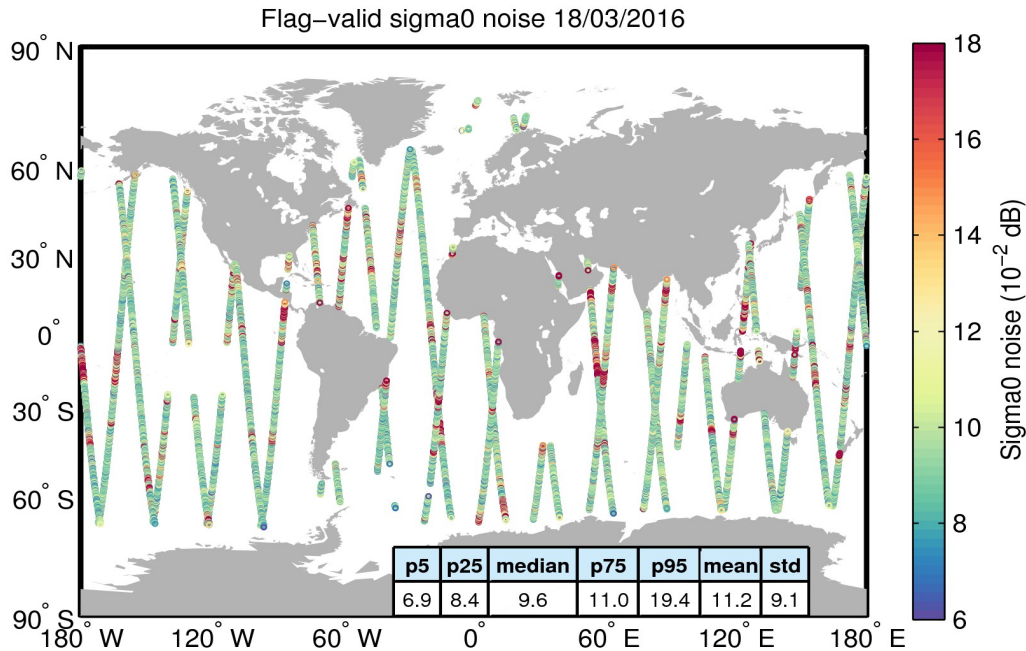 Flag−valid sigma0 noise 18/03/2016
90° N
60° N
30° N
0°
30° S
60° S
90° S
180° W 120° W 60° W 0° 60° E 120° E 180° E
p5 p25 median p75 p95 mean std
6.9 8.4 9.6 11.0 19.4 11.2 9.1
18
16
14
12
10
8
6
Sigma0 noise (10⁻² dB)